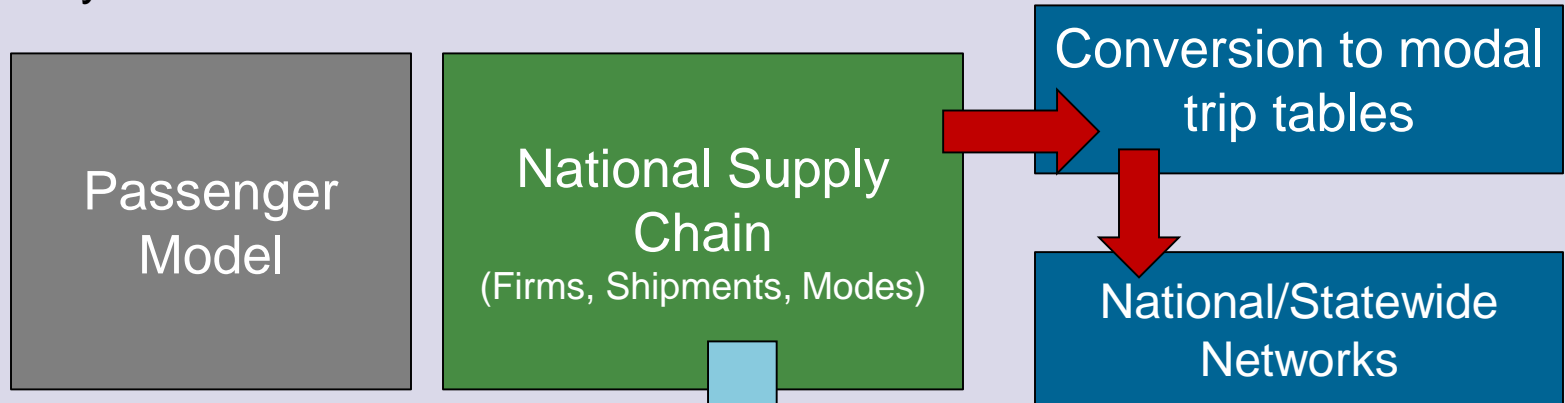 Passenger
Model
National Supply
Chain
(Firms, Shipments, Modes)
Conversion to modal
trip tables
National/Statewide
Networks